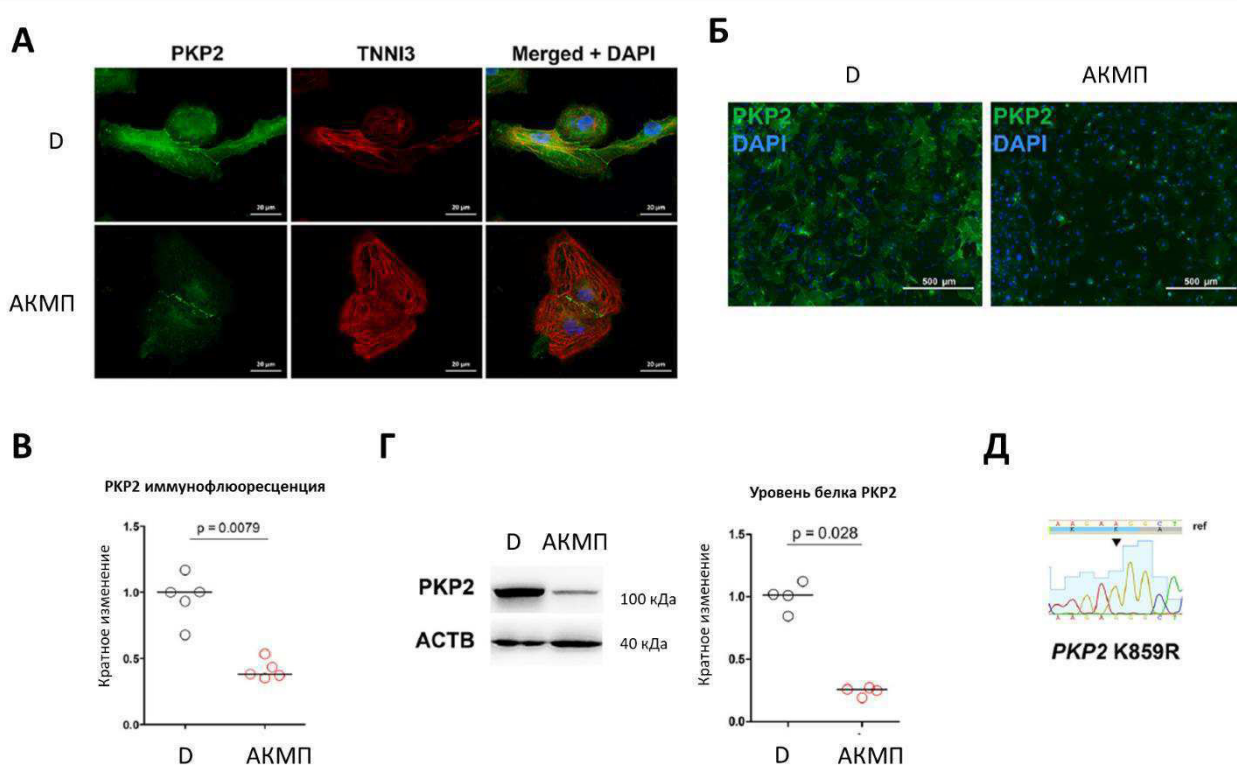 А
PKP2 TNNI3 Merged + DAPI
D
20 µm 20 µm 20 µm
АКМП
20 µm 20 µm 20 µm
Б
D АКМП
PKP2 PKP2
DAPI DAPI
500 µm 500 µm
В
PKP2 иммунофлюоресценция
p = 0.0079
Кратное изменение
1.5
1.0
0.5
0.0
D АКМП
Г
D АКМП
PKP2 100 кДа
ACTB 40 кДа
Уровень белка PKP2
p = 0.028
Кратное изменение
1.5
1.0
0.5
0.0
D АКМП
Д
A A G A A G G C T ref
K K A
A A G A G G G C T
PKP2 K859R